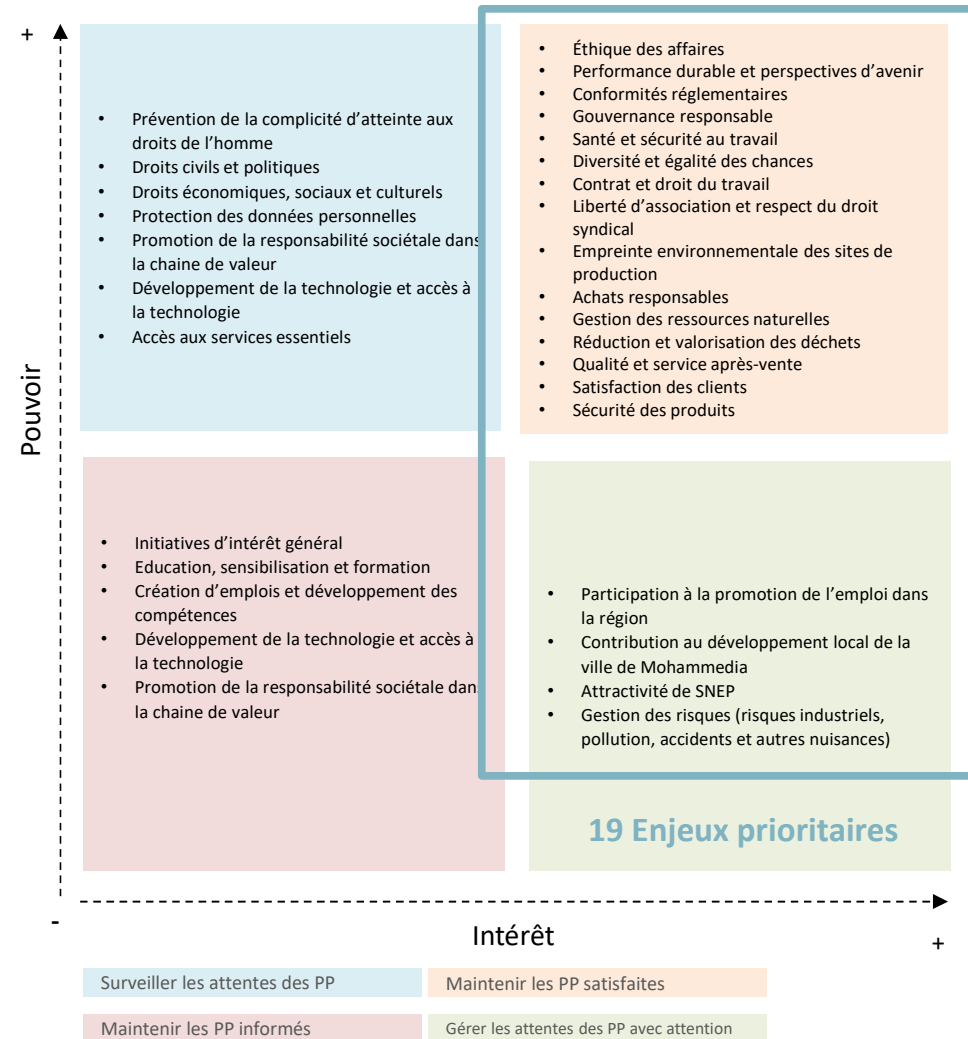 +
Pouvoir
• Prévention de la complicité d'atteinte aux
droits de l'homme
• Droits civils et politiques
• Droits économiques, sociaux et culturels
• Protection des données personnelles
• Promotion de la responsabilité sociétale dans
la chaine de valeur
• Développement de la technologie et accès à
la technologie
• Accès aux services essentiels
• Éthique des affaires
• Performance durable et perspectives d'avenir
• Conformités réglementaires
• Gouvernance responsable
• Santé et sécurité au travail
• Diversité et égalité des chances
• Contrat et droit du travail
• Liberté d'association et respect du droit
syndical
• Empreinte environnementale des sites de
production
• Achats responsables
• Gestion des ressources naturelles
• Réduction et valorisation des déchets
• Qualité et service après-vente
• Satisfaction des clients
• Sécurité des produits
• Initiatives d'intérêt général
• Education, sensibilisation et formation
• Création d'emplois et développement des
compétences
• Développement de la technologie et accès à
la technologie
• Promotion de la responsabilité sociétale dans
la chaine de valeur
• Participation à la promotion de l'emploi dans
la région
• Contribution au développement local de la
ville de Mohammedia
• Attractivité de SNEP
• Gestion des risques (risques industriels,
pollution, accidents et autres nuisances)
19 Enjeux prioritaires
-
Intérêt
+
Surveiller les attentes des PP
Maintenir les PP satisfaites
Maintenir les PP informés
Gérer les attentes des PP avec attention